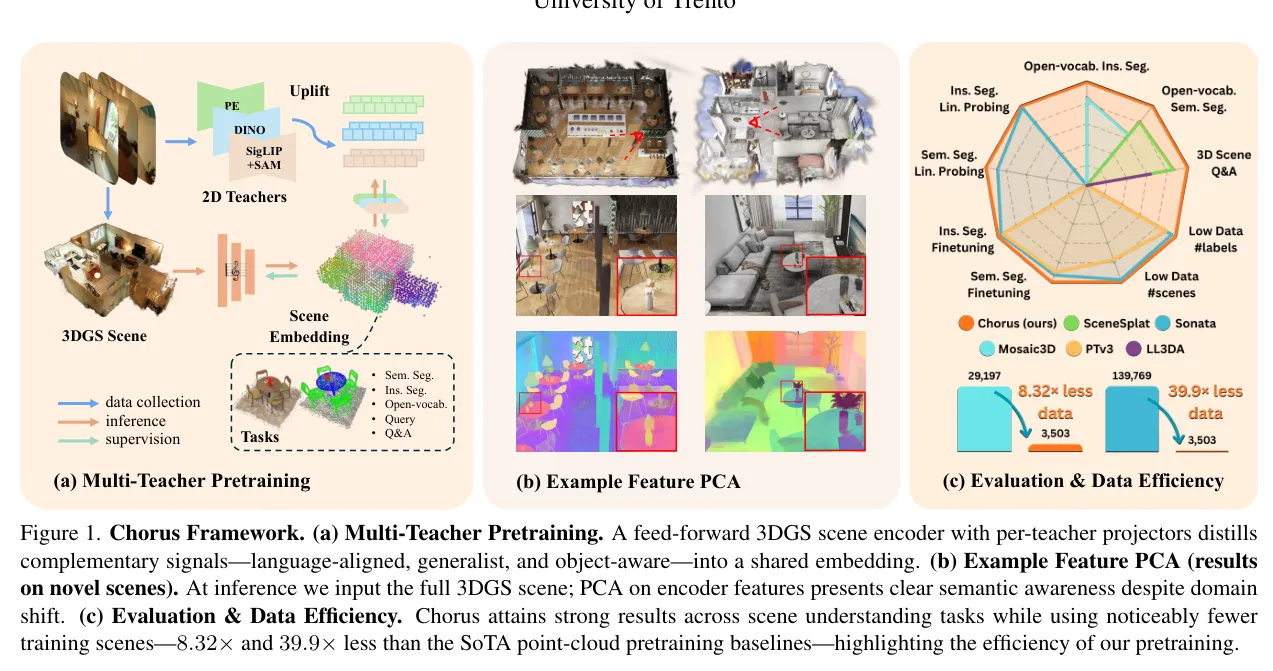 University of Trento
PE
DINO
SigLIP
+SAM
Uplift
2D Teachers
3DGS Scene
Scene
Embedding
data collection
inference
supervision
Tasks
• Sem. Seg.
• Ins. Seg.
• Open-vocab.
• Query
• Q&A
(a) Multi-Teacher Pretraining
(b) Example Feature PCA
Open-vocab. Ins. Seg.
Ins. Seg.
Lin. Probing
Open-vocab.
Sem. Seg.
Sem. Seg.
Lin. Probing
3D Scene
Q&A
Ins. Seg.
Finetuning
Low Data
#labels
Sem. Seg.
Finetuning
Low Data
#scenes
Chorus (ours) SceneSplat Sonata
Mosaic3D PTv3 LL3DA
29,197
8.32× less
data
3,503
139,769
39.9× less
data
3,503
(c) Evaluation & Data Efficiency
Figure 1. Chorus Framework. (a) Multi-Teacher Pretraining. A feed-forward 3DGS scene encoder with per-teacher projectors distills
complementary signals—language-aligned, generalist, and object-aware—into a shared embedding. (b) Example Feature PCA (results
on novel scenes). At inference we input the full 3DGS scene; PCA on encoder features presents clear semantic awareness despite domain
shift. (c) Evaluation & Data Efficiency. Chorus attains strong results across scene understanding tasks while using noticeably fewer
training scenes—8.32× and 39.9× less than the SoTA point-cloud pretraining baselines—highlighting the efficiency of our pretraining.